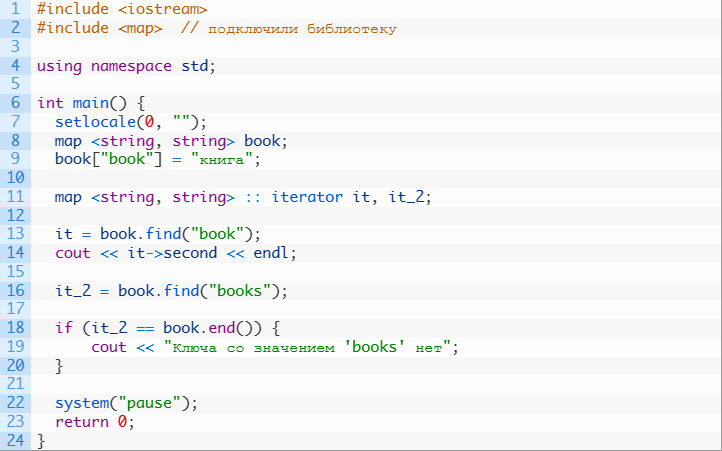 1 #include <iostream>
2 #include <map>  // подключили библиотеку
3
4 using namespace std;
5
6 int main() {
7   setlocale(0, "");
8   map <string, string> book;
9   book["book"] = "книга";
10
11   map <string, string> :: iterator it, it_2;
12
13   it = book.find("book");
14   cout << it->second << endl;
15
16   it_2 = book.find("books");
17
18   if (it_2 == book.end()) {
19       cout << "Ключа со значением 'books' нет";
20   }
21
22   system("pause");
23   return 0;
24 }